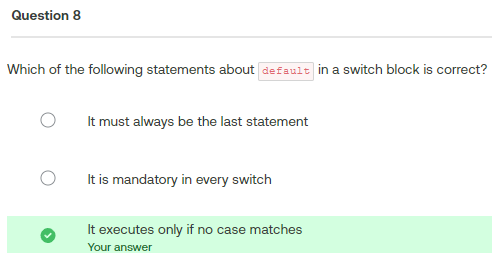 Question 8
Which of the following statements about default in a switch block is correct?
It must always be the last statement
It is mandatory in every switch
It executes only if no case matches
Your answer